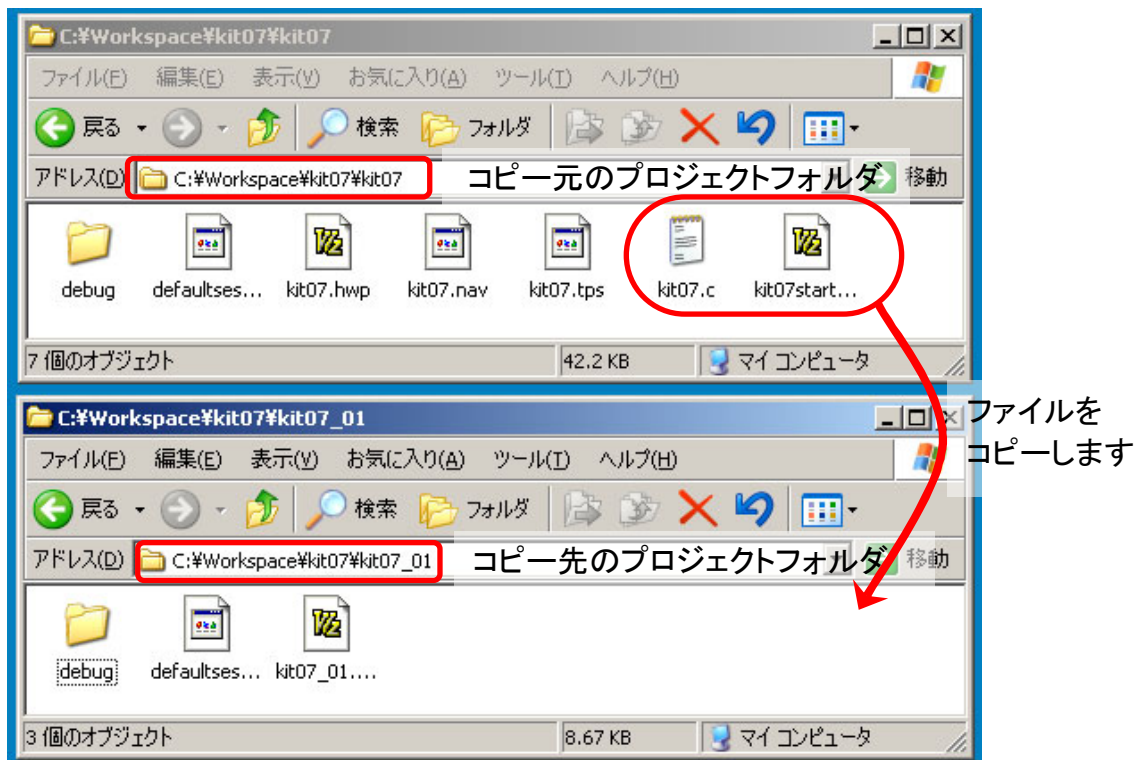 C:¥Workspace¥kit07¥kit07
ファイル(F) 編集(E) 表示(V) お気に入り(A) ツール(T) ヘルプ(H)
戻る 検索 フォルダ
アドレス(D) C:¥Workspace¥kit07¥kit07 コピー元のプロジェクトフォルダ 移動
debug defaultses... kit07.hwp kit07.nav kit07.tps kit07.c kit07start...
7 個のオブジェクト 42.2 KB マイ コンピュータ
C:¥Workspace¥kit07¥kit07_01
ファイルを
コピーします
ファイル(F) 編集(E) 表示(V) お気に入り(A) ツール(T) ヘルプ(H)
戻る 検索 フォルダ
アドレス(D) C:¥Workspace¥kit07¥kit07_01 コピー先のプロジェクトフォルダ 移動
debug defaultses... kit07_01....
3 個のオブジェクト 8.67 KB マイ コンピュータ